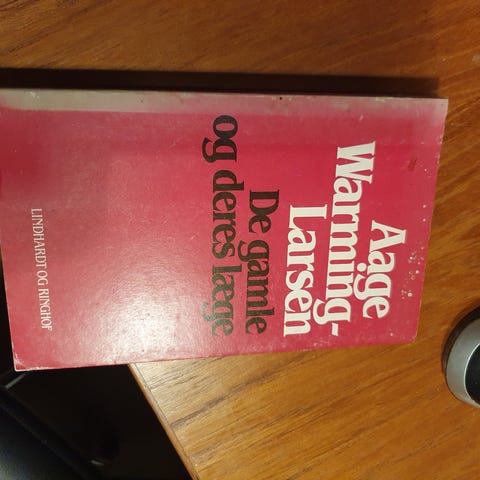 Aage
Warming-
Larsen
De gamle
og deres læge
LINDHARDT OG RINGHOF